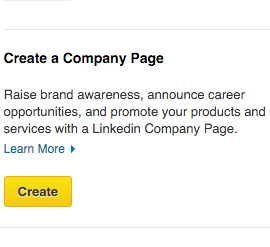 Create a Company Page
Raise brand awareness, announce career
opportunities, and promote your products and
services with a Linkedin Company Page.
Learn More
Create